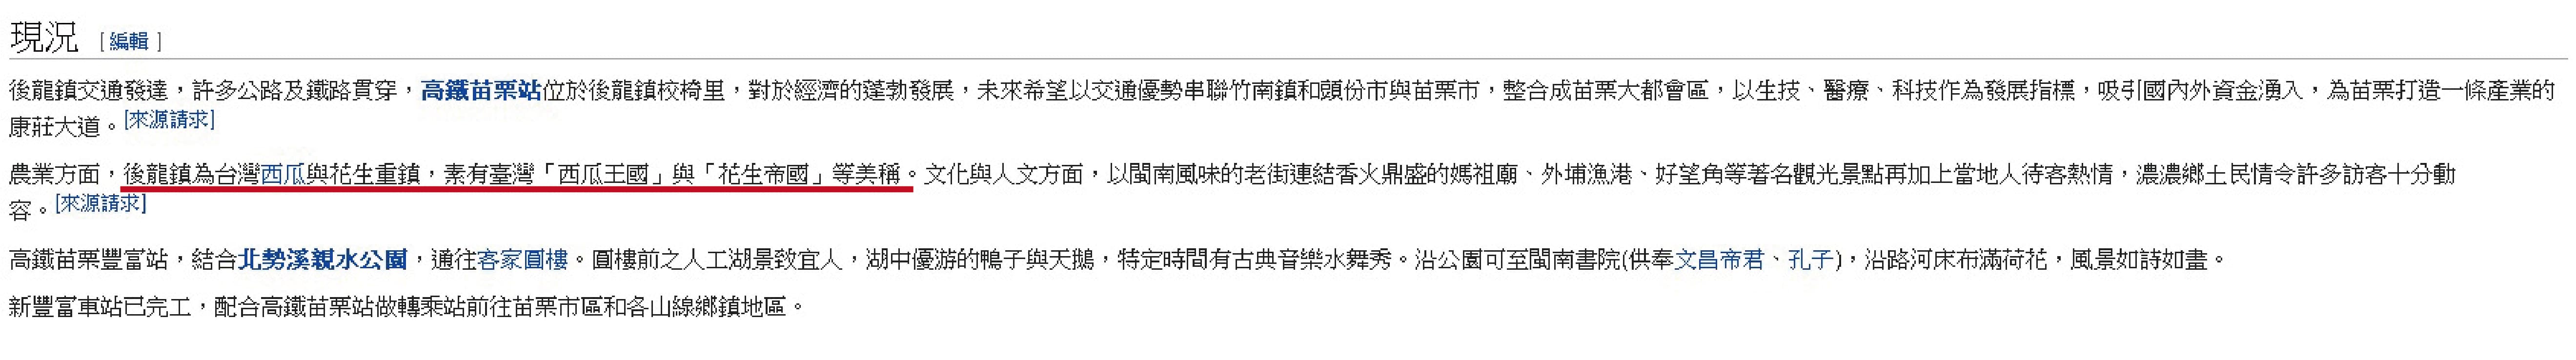 現況 [編輯]
後龍鎮交通發達，許多公路及鐵路貫穿，高鐵苗栗站位於後龍鎮校椅里，對於經濟的蓬勃發展，未來希望以交通優勢串聯竹南鎮和頭份市與苗栗市，整合成苗栗大都會區，以生技、醫療、科技作為發展指標，吸引國內外資金湧入，為苗栗打造一條產業的
康莊大道。[來源請求]
農業方面，後龍鎮為台灣西瓜與花生重鎮，素有臺灣「西瓜王國」與「花生帝國」等美稱。文化與人文方面，以閩南風味的老街連結香火鼎盛的媽祖廟、外埔漁港、好望角等著名觀光景點再加上當地人待客熱情，濃濃鄉土民情令許多訪客十分動
容。[來源請求]
高鐵苗栗豐富站，結合北勢溪親水公園，通往客家圓樓。圓樓前之人工湖景致宜人，湖中優游的鴨子與天鵝，特定時間有古典音樂水舞秀。沿公園可至閩南書院(供奉文昌帝君、孔子)，沿路河床布滿荷花，風景如詩如畫。
新豐富車站已完工，配合高鐵苗栗站做轉乘站前往苗栗市區和各山線鄉鎮地區。